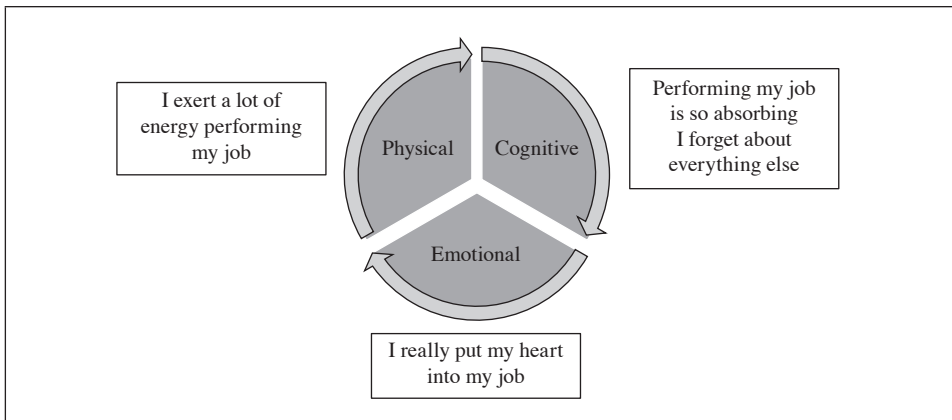 I exert a lot of
energy performing
my job
Physical
Cognitive
Performing my job
is so absorbing
I forget about
everything else
Emotional
I really put my heart
into my job